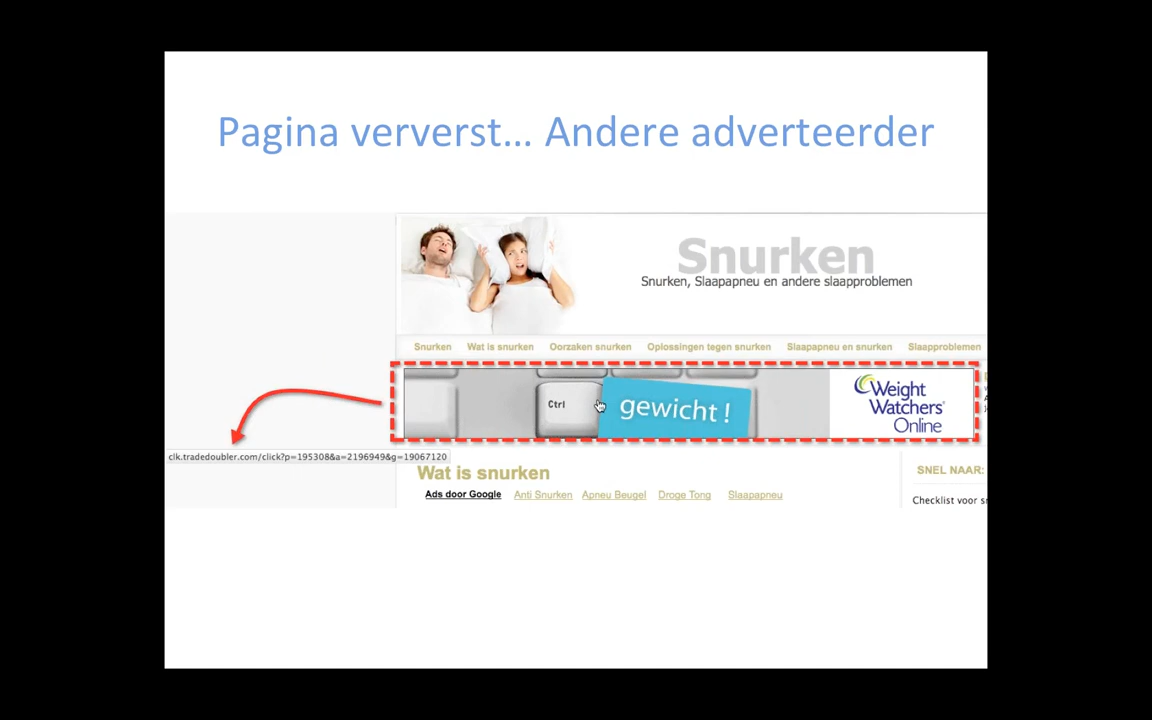 Pagina ververst... Andere adverteerder
Snurken
Snurken, Slaapapneu en andere slaapproblemen
Snurken Wat is snurken Oorzaken snurken Oplossingen tegen snurken Slaapapneu en snurken Slaapproblemen
Ctrl
gewicht !
Weight
Watchers
Online
clk.tradedoubler.com/click?p=195308&a=2196949&g=19067120
Wat is snurken
SNEL NAAR:
Ads door Google Anti Snurken Apneu Beugel Droge Tong Slaapapneu
Checklist voor